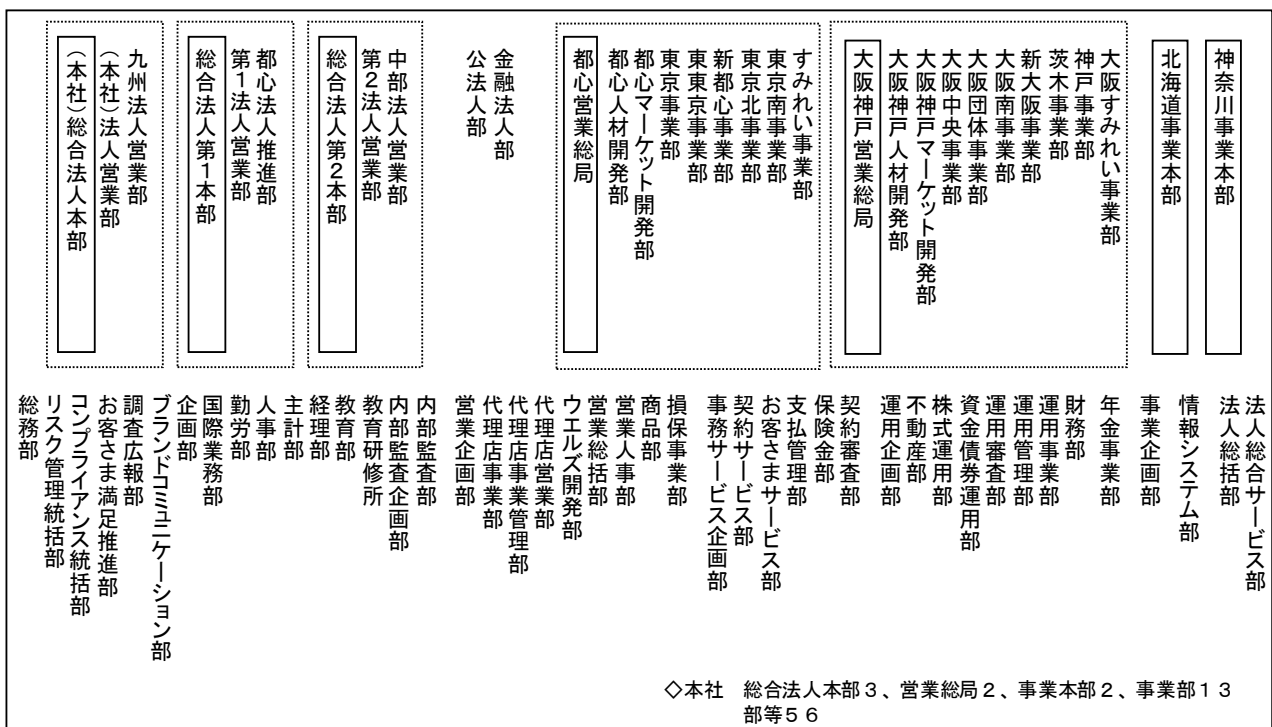 （本社）総合法人本部
（本社）法人営業部
九州法人営業部
総合法人第１本部
第１法人営業部
都心法人推進部
総合法人第２本部
第２法人営業部
中部法人営業部
公法人部
金融法人部
都心営業総局
都心人材開発部
都心マーケット開発部
東京事業部
東東京事業部
新都心事業部
東京北事業部
東京南事業部
すみれい事業部
大阪神戸営業総局
大阪神戸人材開発部
大阪神戸マーケット開発部
大阪中央事業部
大阪団体事業部
大阪南事業部
新大阪事業部
茨木事業部
神戸事業部
大阪すみれい事業部
北海道事業本部
神奈川事業本部
総務部
リスク管理統括部
コンプライアンス統括部
お客さま満足推進部
調査広報部
ブランドコミュニケーション部
企画部
国際業務部
勤労部
人事部
主計部
経理部
教育部
教育研修所
内部監査企画部
内部監査部
営業企画部
代理店事業部
代理店事業管理部
代理店営業部
ウエルズ開発部
営業総括部
営業人事部
商品部
損保事業部
事務サービス企画部
契約サービス部
お客さまサービス部
支払管理部
保険金部
契約審査部
運用企画部
不動産部
株式運用部
資金債券運用部
運用審査部
運用管理部
運用事業部
財務部
年金事業部
事業企画部
情報システム部
法人総括部
法人総合サービス部
◇本社　総合法人本部３、営業総局２、事業本部２、事業部１３
部等５６